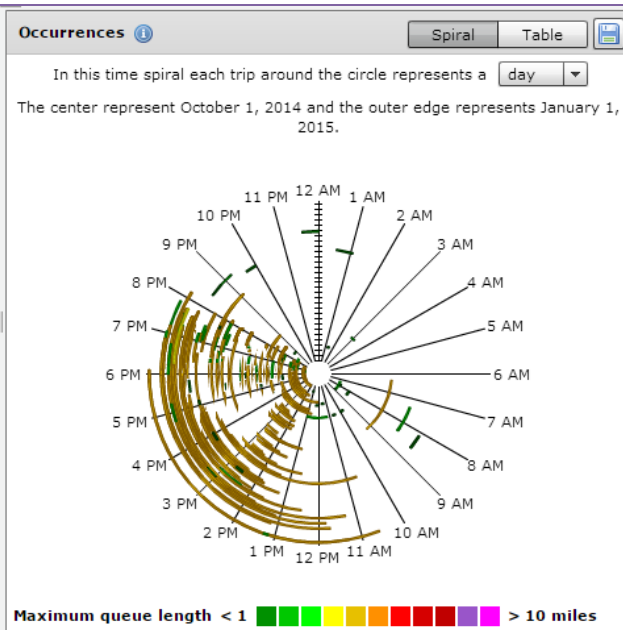 Occurrences
Spiral
Table
In this time spiral each trip around the circle represents a day
The center represent October 1, 2014 and the outer edge represents January 1,
2015.
12 AM
1 AM
2 AM
3 AM
4 AM
5 AM
6 AM
7 AM
8 AM
9 AM
10 AM
11 AM
12 PM
1 PM
2 PM
3 PM
4 PM
5 PM
6 PM
7 PM
8 PM
9 PM
10 PM
11 PM
Maximum queue length < 1 > 10 miles